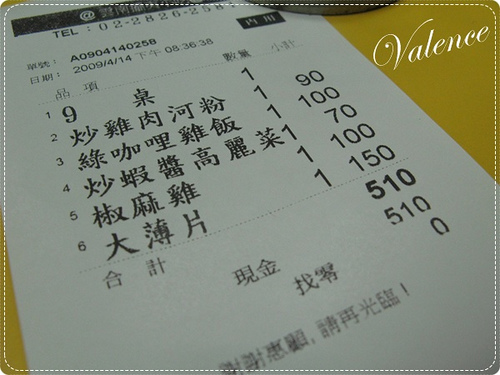 Valence
內用
TEL：02-2826-258
單號： A0904140258
日期： 2009/4/14 下午 08:36:38
品 項 數量 小計
1 9 桌
2 炒雞肉河粉 1 90
3 綠咖哩雞飯 1 100
4 炒蝦醬高麗菜 1 70
5 椒麻雞 1 100
6 大薄片 1 150
合 計 510
現金 510
找零 0
謝謝惠顧,請再光臨！